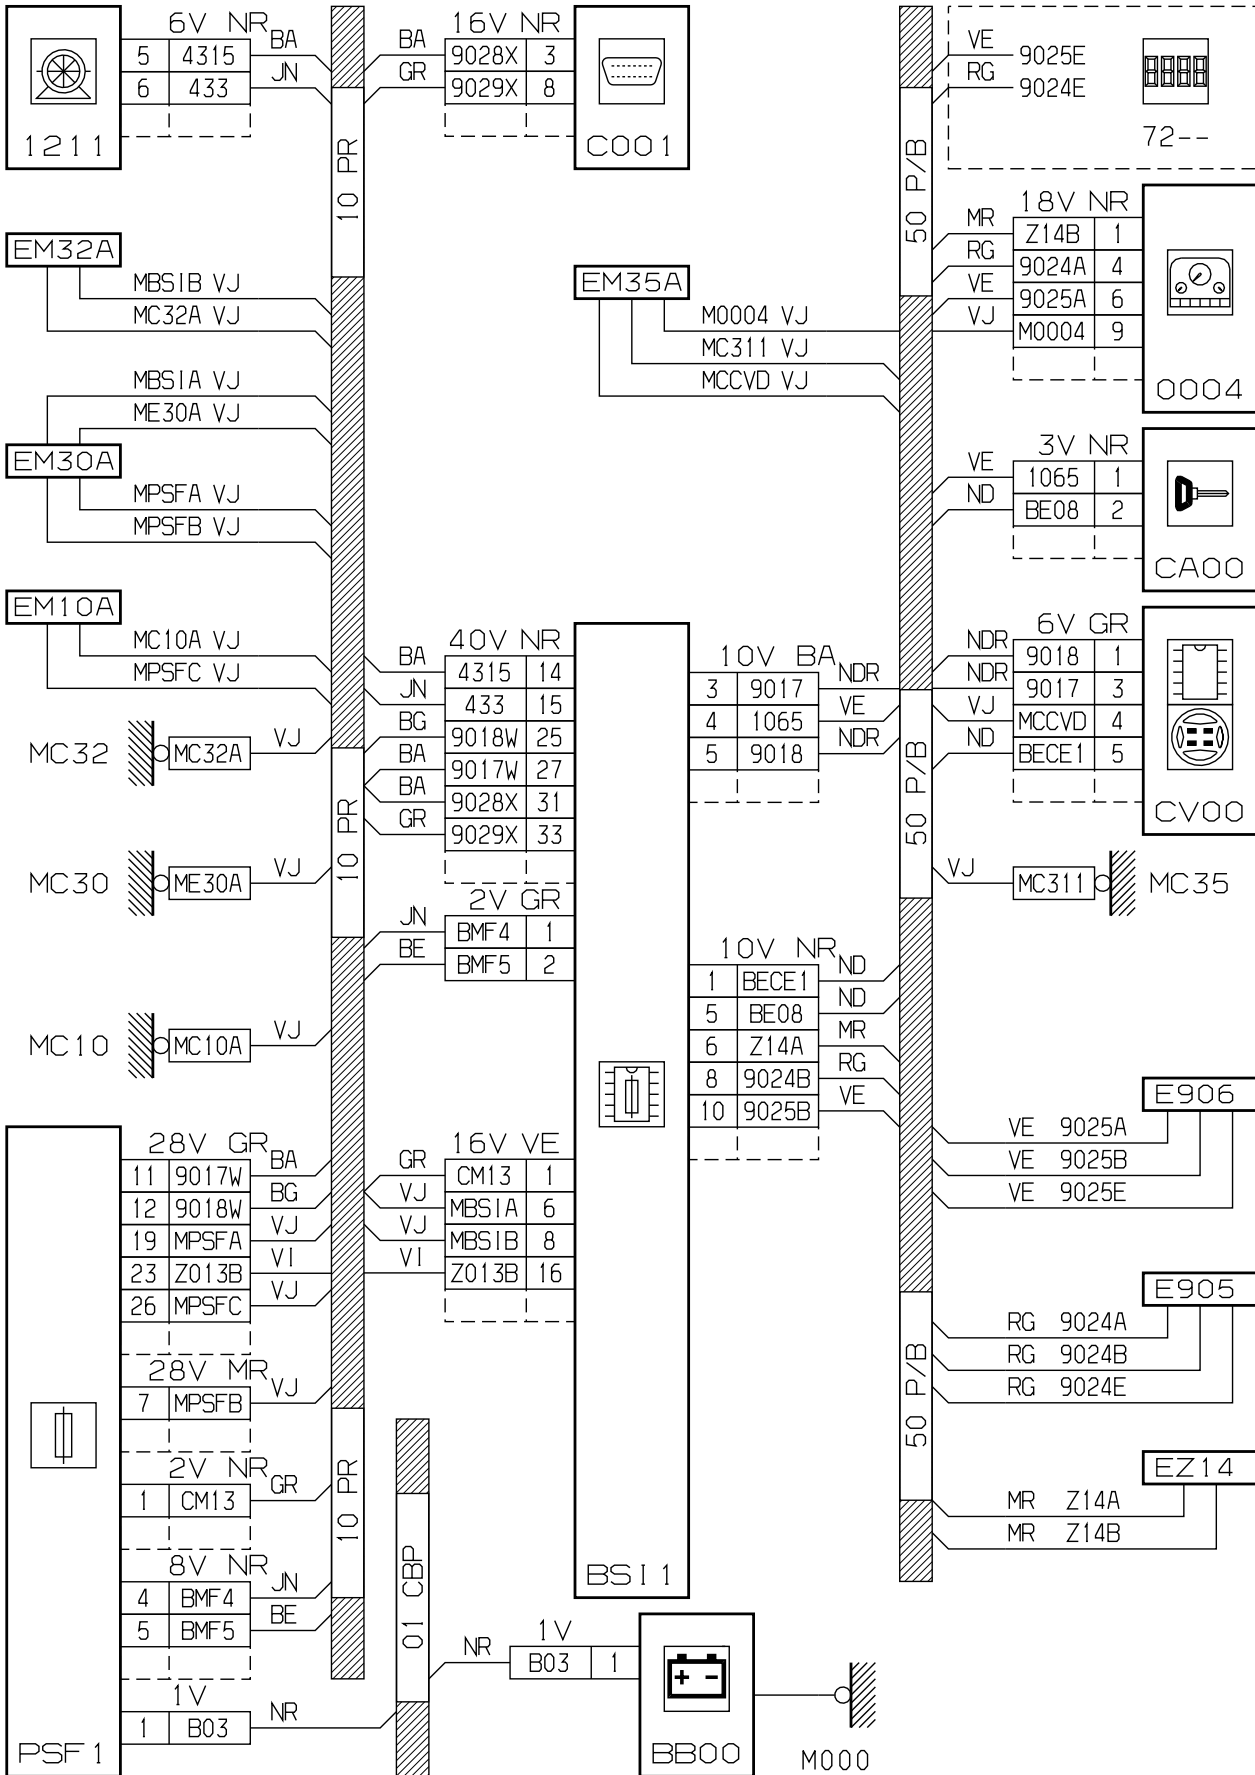 6V NR
5 4315 BA
6 433 JN
1211
10 PR
16V NR
BA 9028X 3
GR 9029X 8
C001
VE 9025E
RG 9024E
72--
50 P/B
18V NR
MR Z14B 1
RG 9024A 4
VE 9025A 6
VJ M0004 9
0004
EM32A
MBSIB VJ
MC32A VJ
EM35A
M0004 VJ
MC311 VJ
MCCVD VJ
MBSIA VJ
ME30A VJ
EM30A
MPSFA VJ
MPSFB VJ
3V NR
VE 1065 1
ND BE08 2
CA00
EM10A
MC10A VJ
MPSFC VJ
40V NR
BA 4315 14
JN 433 15
BG 9018W 25
BA 9017W 27
BA 9028X 31
GR 9029X 33
10V BA
3 9017 NDR
4 1065 VE
5 9018 NDR
6V GR
NDR 9018 1
NDR 9017 3
VJ MCCVD 4
ND BECE1 5
CV00
50 P/B
MC32 MC32A VJ
10 PR
MC30 ME30A VJ
VJ MC311 MC35
2V GR
JN BMF4 1
BE BMF5 2
10V NR
1 BECE1 ND
5 BE08 ND
6 Z14A MR
8 9024B RG
10 9025B VE
MC10 MC10A VJ
E906
VE 9025A
VE 9025B
VE 9025E
28V GR
11 9017W BA
12 9018W BG
19 MPSFA VJ
23 Z013B VI
26 MPSFC VJ
16V VE
GR CM13 1
VJ MBSIA 6
VJ MBSIB 8
VI Z013B 16
E905
RG 9024A
RG 9024B
RG 9024E
50 P/B
28V MR
7 MPSFB VJ
2V NR
1 CM13 GR
10 PR
EZ14
MR Z14A
MR Z14B
8V NR
4 BMF4 JN
5 BMF5 BE
01 CBP
BSI1
1V
NR B03 1
1V
1 B03 NR
PSF1
BB00
M000